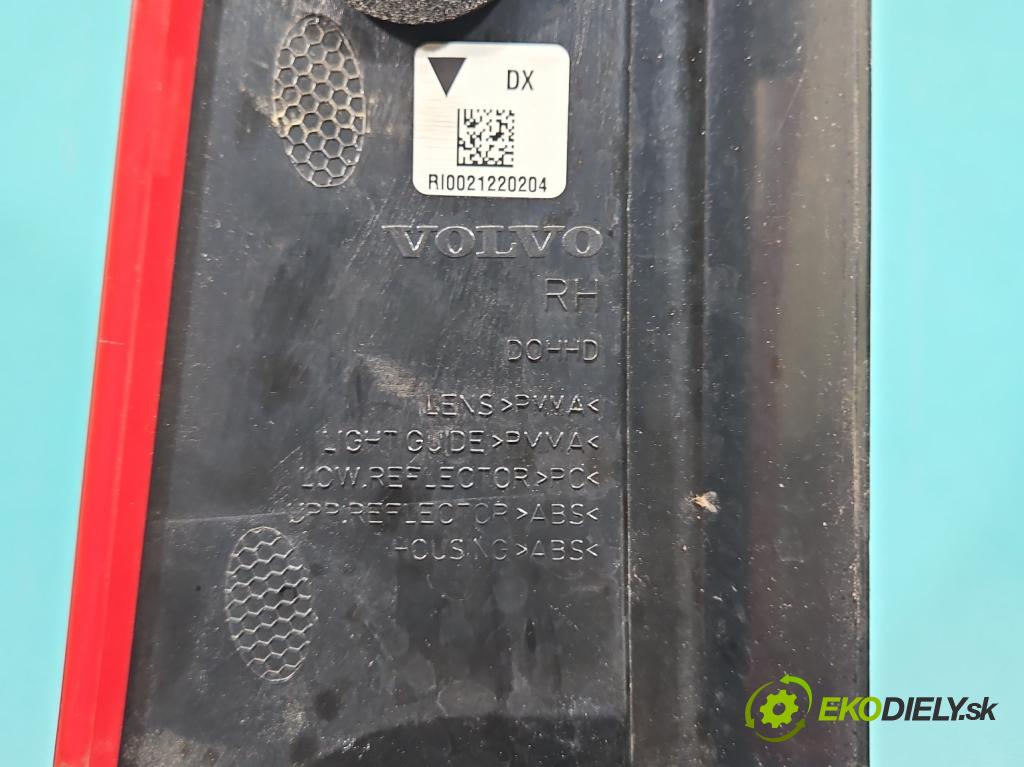 DX
RI0021220204
VOLVO
RH
LENS >PMMA<
LIGHT GUIDE >PMMA<
LOW.REFLECTOR >PC<
UPP.REFLECTOR >ABS<
HOUSING >ABS<
EKODIELY.sk